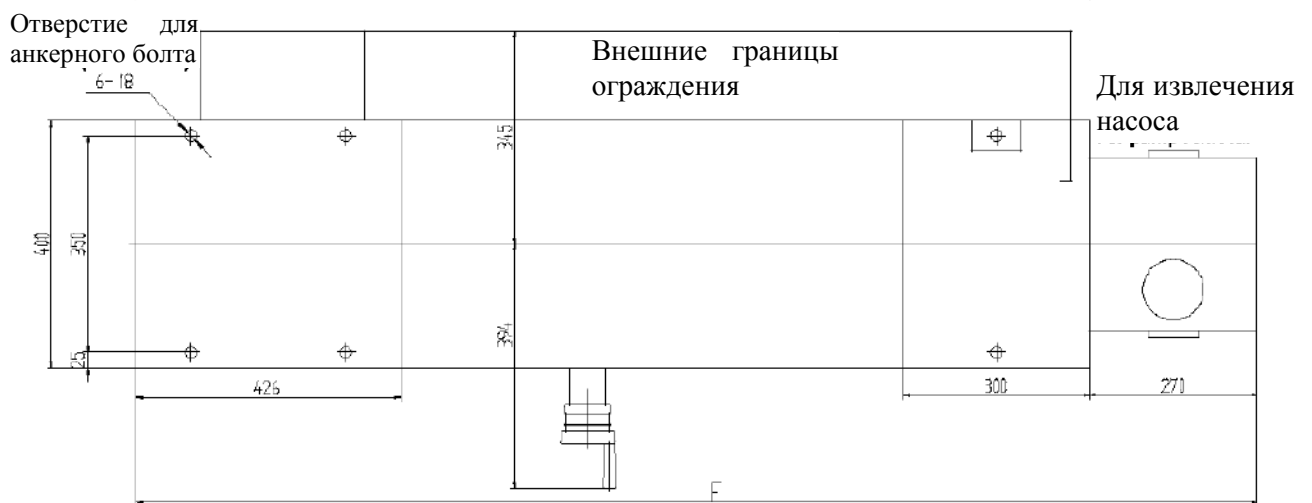 Отверстие для
анкерного болта
6-18
Внешние границы
ограждения
Для извлечения
насоса
345
400
350
394
25
426
300
270